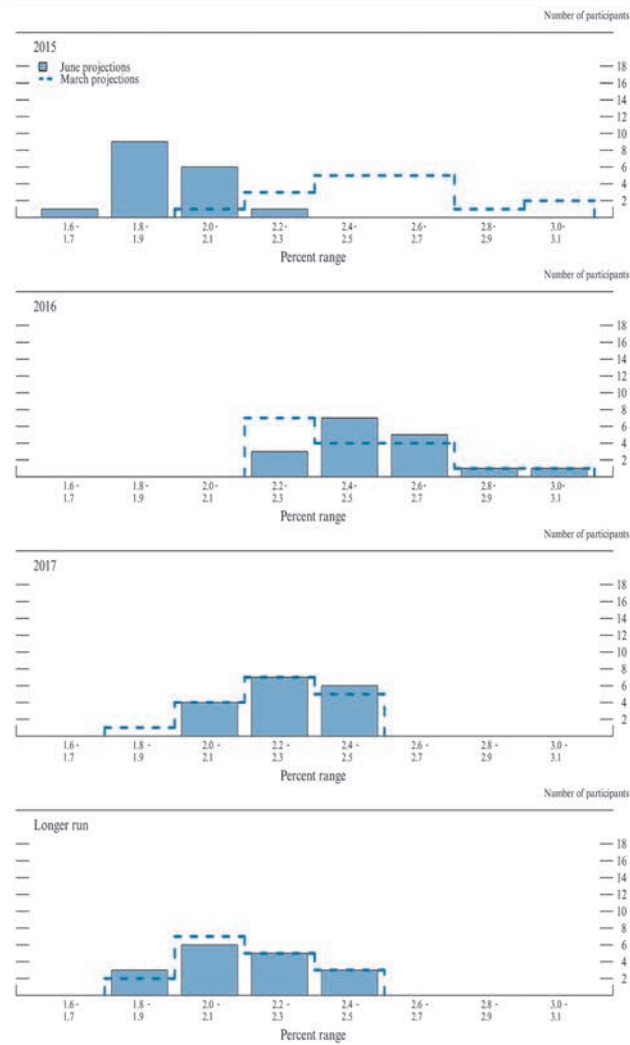 Number of participants
2015
June projections
March projections
18
16
14
12
10
8
6
4
2
1.6 - 1.8 - 2.0 - 2.2 - 2.4 - 2.6 - 2.8 - 3.0 -
1.7 1.9 2.1 2.3 2.5 2.7 2.9 3.1
Percent range
Number of participants
2016
18
16
14
12
10
8
6
4
2
1.6 - 1.8 - 2.0 - 2.2 - 2.4 - 2.6 - 2.8 - 3.0 -
1.7 1.9 2.1 2.3 2.5 2.7 2.9 3.1
Percent range
Number of participants
2017
18
16
14
12
10
8
6
4
2
1.6 - 1.8 - 2.0 - 2.2 - 2.4 - 2.6 - 2.8 - 3.0 -
1.7 1.9 2.1 2.3 2.5 2.7 2.9 3.1
Percent range
Number of participants
Longer run
18
16
14
12
10
8
6
4
2
1.6 - 1.8 - 2.0 - 2.2 - 2.4 - 2.6 - 2.8 - 3.0 -
1.7 1.9 2.1 2.3 2.5 2.7 2.9 3.1
Percent range